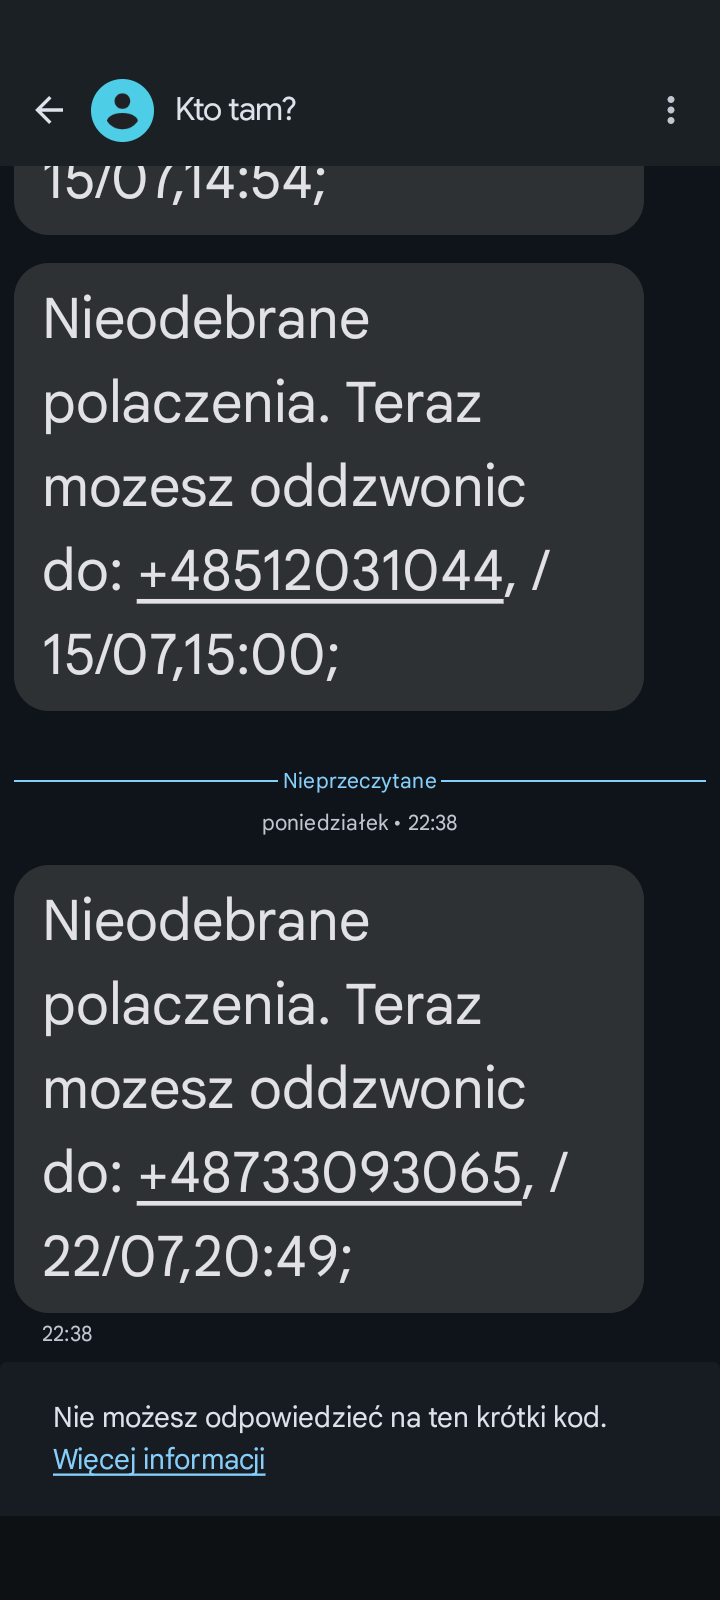 Kto tam?
15/07,14:54;
Nieodebrane
polaczenia. Teraz
mozesz oddzwonic
do: +48512031044, /
15/07,15:00;
Nieprzeczytane
poniedziałek • 22:38
Nieodebrane
polaczenia. Teraz
mozesz oddzwonic
do: +48733093065, /
22/07,20:49;
22:38
Nie możesz odpowiedzieć na ten krótki kod.
Więcej informacji